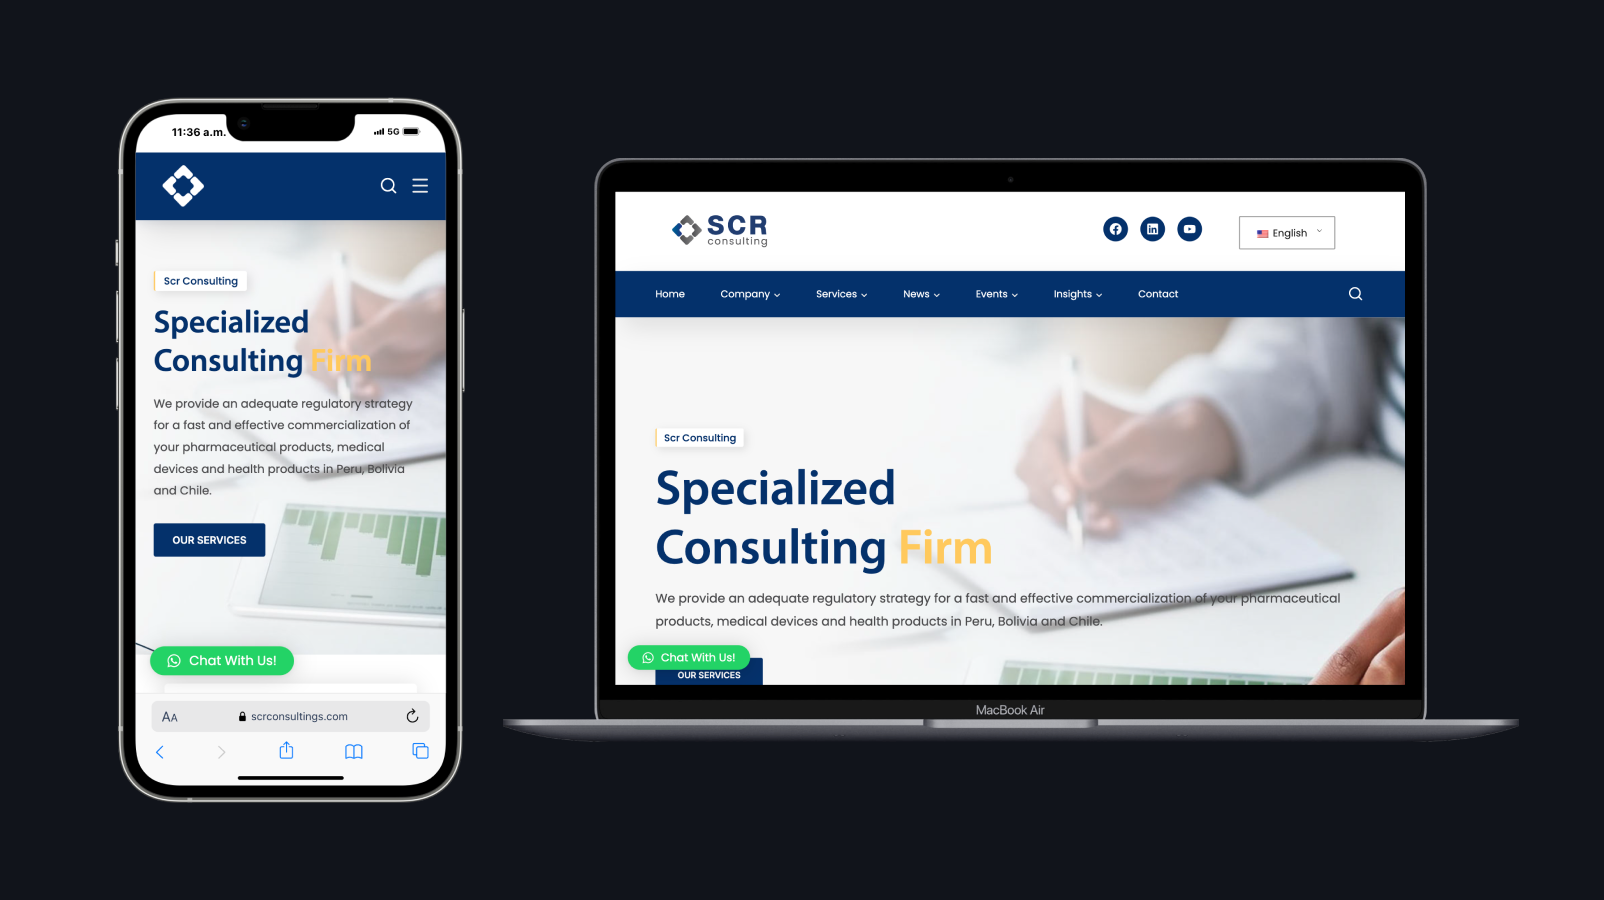 11:36 a.m.
5G
Scr Consulting
Specialized
Consulting Firm
We provide an adequate regulatory strategy
for a fast and effective commercialization of
your pharmaceutical products, medical
devices and health products in Peru, Bolivia
and Chile.
OUR SERVICES
Chat With Us!
AA
scrconsultings.com
SCR
consulting
English
Home
Company
Services
News
Events
Insights
Contact
Scr Consulting
Specialized
Consulting Firm
We provide an adequate regulatory strategy for a fast and effective commercialization of your pharmaceutical
products, medical devices and health products in Peru, Bolivia and Chile.
Chat With Us!
OUR SERVICES
MacBook Air